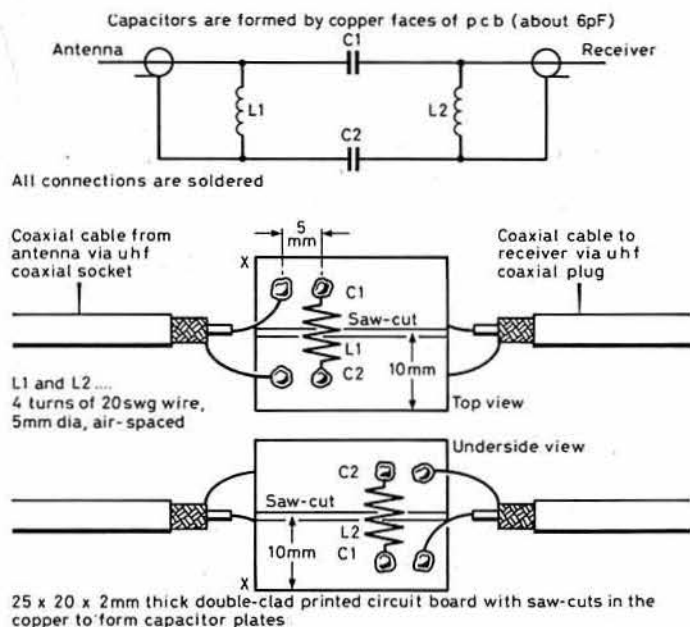 Capacitors are formed by copper faces of pcb (about 6pF)
Antenna
C1
Receiver
L1
L2
C2
All connections are soldered
5
mm
Coaxial cable from
antenna via uhf
coaxial socket
Coaxial cable to
receiver via uhf
coaxial plug
X
C1
Saw-cut
L1
10mm
C2
L1 and L2....
4 turns of 20swg wire,
5mm dia, air-spaced
Top view
Underside view
C2
Saw-cut
L2
10mm
C1
X
25 x 20 x 2mm thick double-clad printed circuit board with saw-cuts in the
copper to form capacitor plates